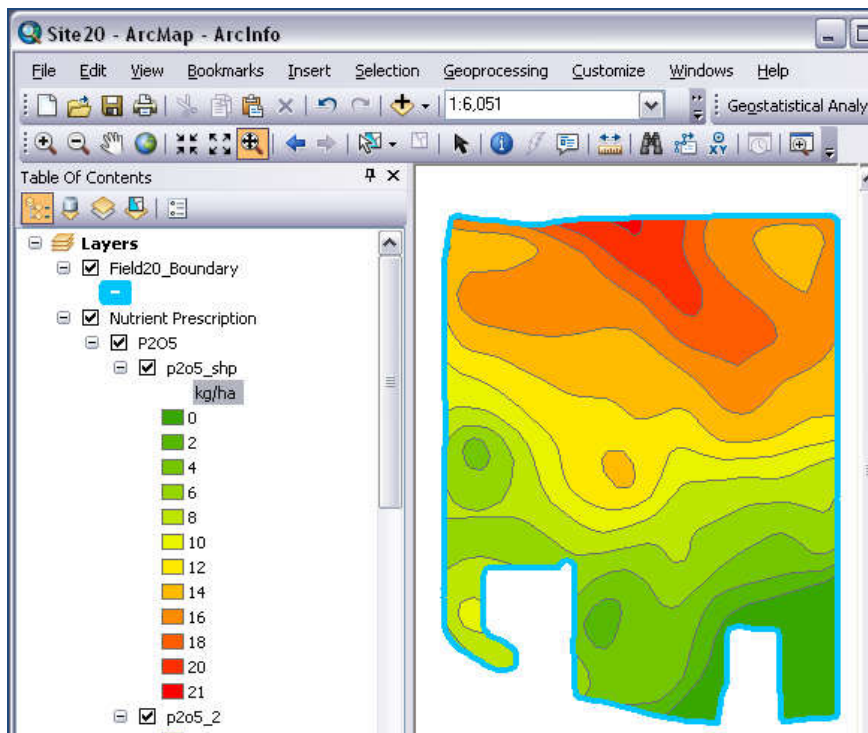 Site20 - ArcMap - ArcInfo
File Edit View Bookmarks Insert Selection Geoprocessing Customize Windows Help
1:6,051 Geostatistical Analy
XY
Table Of Contents
Layers
Field20_Boundary
Nutrient Prescription
P2O5
p2o5_shp
kg/ha
0
2
4
6
8
10
12
14
16
18
20
21
p2o5_2